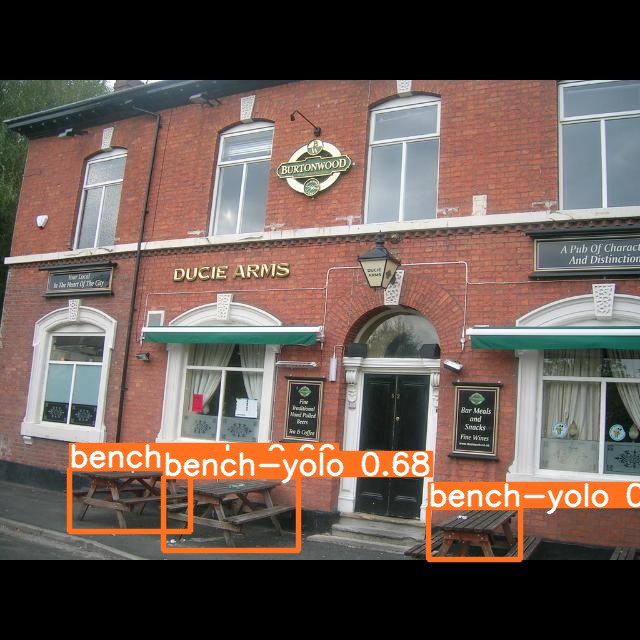 BURTONWOOD
A Pub Of Charact
And Distinction
DUCIE ARMS
DUCIE
ARMS
Your Local
In The Heart Of The City
Fine
Traditional
Hand Pulled
Beers
Tea & Coffee
Bar Meals
and
Snacks
Fine Wines
bench
bench-yolo 0.68
bench-yolo 0